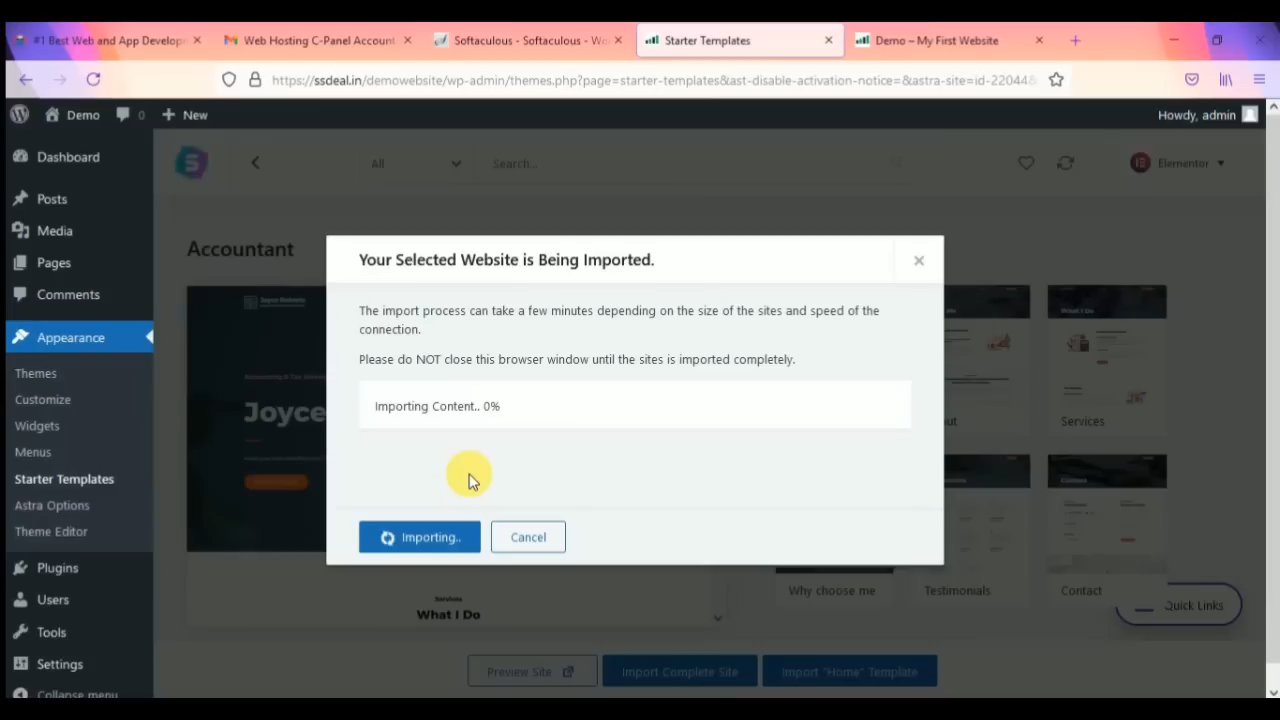 #1 Best Web and App Develop
Web Hosting C-Panel Account
Softaculous - Softaculous - Wo
Starter Templates
Demo – My First Website
https://ssdeal.in/demowebsite/wp-admin/themes.php?page=starter-templates&ast-disable-activation-notice=&astra-site=id-22044&
Demo
0
New
Howdy, admin
Dashboard
Posts
Media
Pages
Comments
Appearance
Themes
Customize
Widgets
Menus
Starter Templates
Astra Options
Theme Editor
Plugins
Users
Tools
Settings
Collapse menu
All
Search...
Elementor
Accountant
Joyce
Services
What I Do
Your Selected Website is Being Imported.
The import process can take a few minutes depending on the size of the sites and speed of the
connection.
Please do NOT close this browser window until the sites is imported completely.
Importing Content.. 0%
Importing..
Cancel
What I Do
out
Services
Why choose me
Testimonials
Contact
Quick Links
Preview Site
Import Complete Site
Import "Home" Template